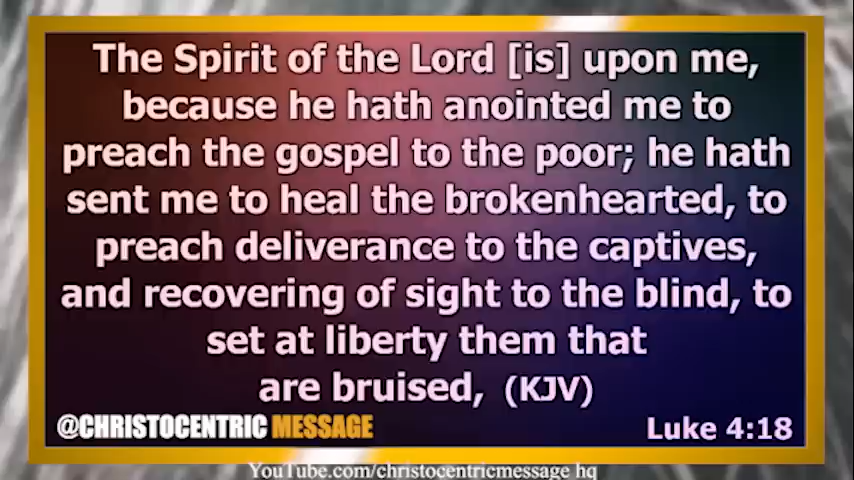 The Spirit of the Lord [is] upon me,
because he hath anointed me to
preach the gospel to the poor; he hath
sent me to heal the brokenhearted, to
preach deliverance to the captives,
and recovering of sight to the blind, to
set at liberty them that
are bruised, (KJV)
@CHRISTOCENTRIC MESSAGE
Luke 4:18
YouTube.com/christocentricmessage hq